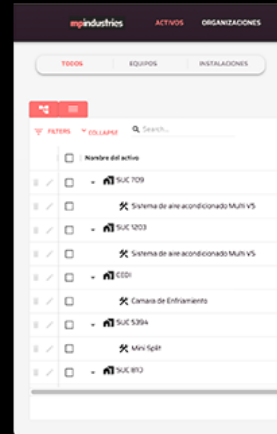 mpindustries ACTIVOS ORGANIZACIONES
TODOS EQUIPOS INSTALACIONES
FILTERS COLLAPSE Search...
Nombre del activo
SUC 709
Sistema de aire acondicionado Multi V5
SUC 1203
Sistema de aire acondicionado Multi V5
CEDI
Camara de Enfriamiento
SUC 5394
Mini Split
SUC 810